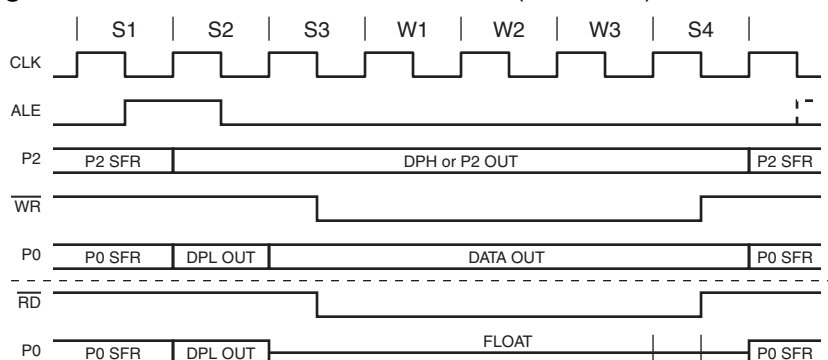 S1 S2 S3 W1 W2 W3 S4
CLK
ALE
P2 P2 SFR DPH or P2 OUT P2 SFR
WR
P0 P0 SFR DPL OUT DATA OUT P0 SFR
RD
P0 P0 SFR DPL OUT FLOAT P0 SFR